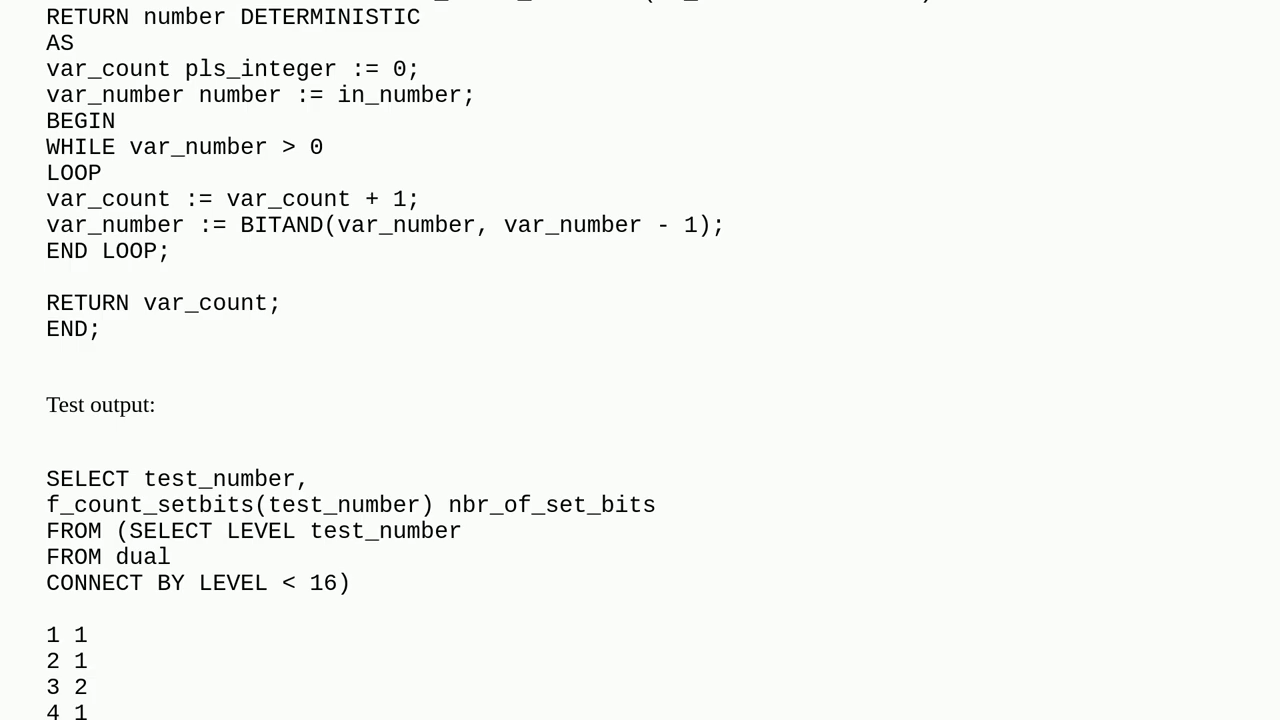 RETURN number DETERMINISTIC
AS
var_count pls_integer := 0;
var_number number := in_number;
BEGIN
WHILE var_number > 0
LOOP
var_count := var_count + 1;
var_number := BITAND(var_number, var_number - 1);
END LOOP;
RETURN var_count;
END;
Test output:
SELECT test_number,
f_count_setbits(test_number) nbr_of_set_bits
FROM (SELECT LEVEL test_number
FROM dual
CONNECT BY LEVEL < 16)
1 1
2 1
3 2
4 1